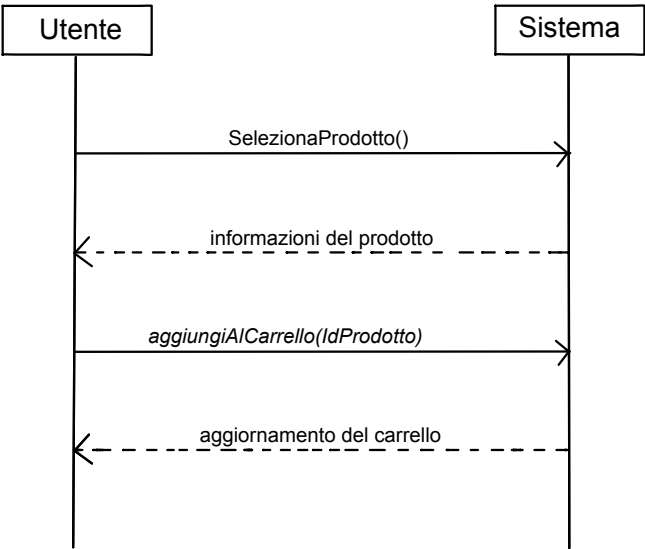 Utente
Sistema
SelezionaProdotto()
informazioni del prodotto
aggiungiAlCarrello(IdProdotto)
aggiornamento del carrello